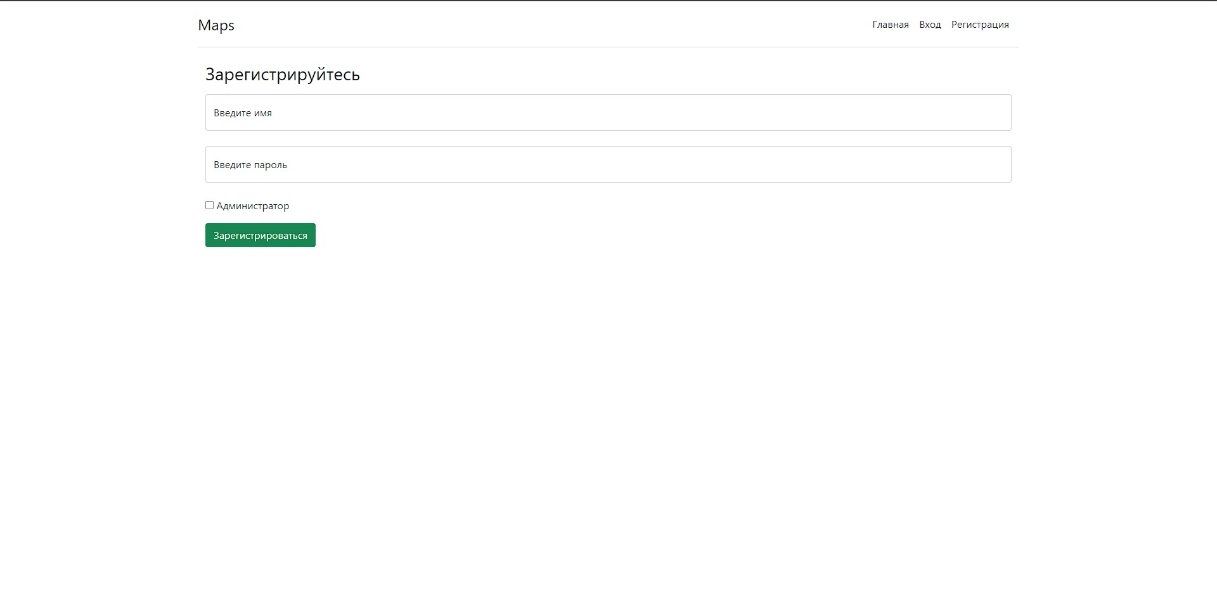 Maps
Главная Вход Регистрация
Зарегистрируйтесь
Введите имя
Введите пароль
Администратор
Зарегистрироваться